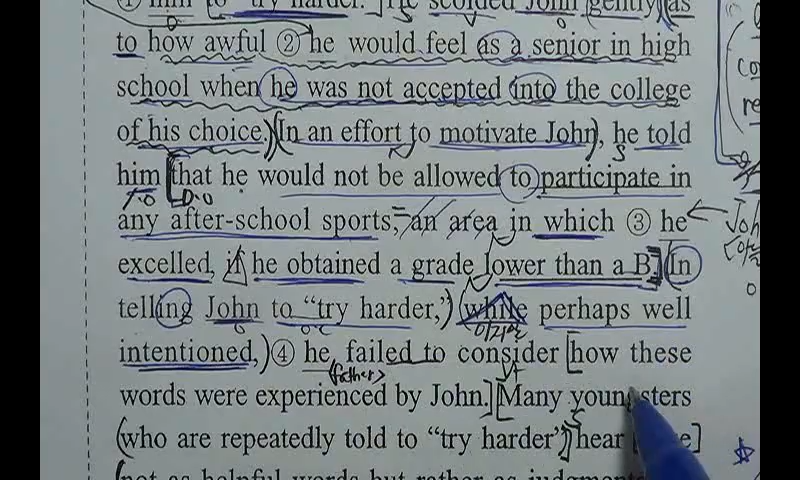 ① him to "try harder." He scolded John gently as
to how awful ② he would feel as a senior in high
school when he was not accepted into the college
of his choice. In an effort to motivate John, he told
him that he would not be allowed to participate in
any after-school sports, an area in which ③ he
excelled, if he obtained a grade lower than a B. In
telling John to "try harder," while perhaps well
intentioned, ④ he failed to consider how these
words were experienced by John. Many youngsters
who are repeatedly told to "try harder" hear
not as helpful words but rather as